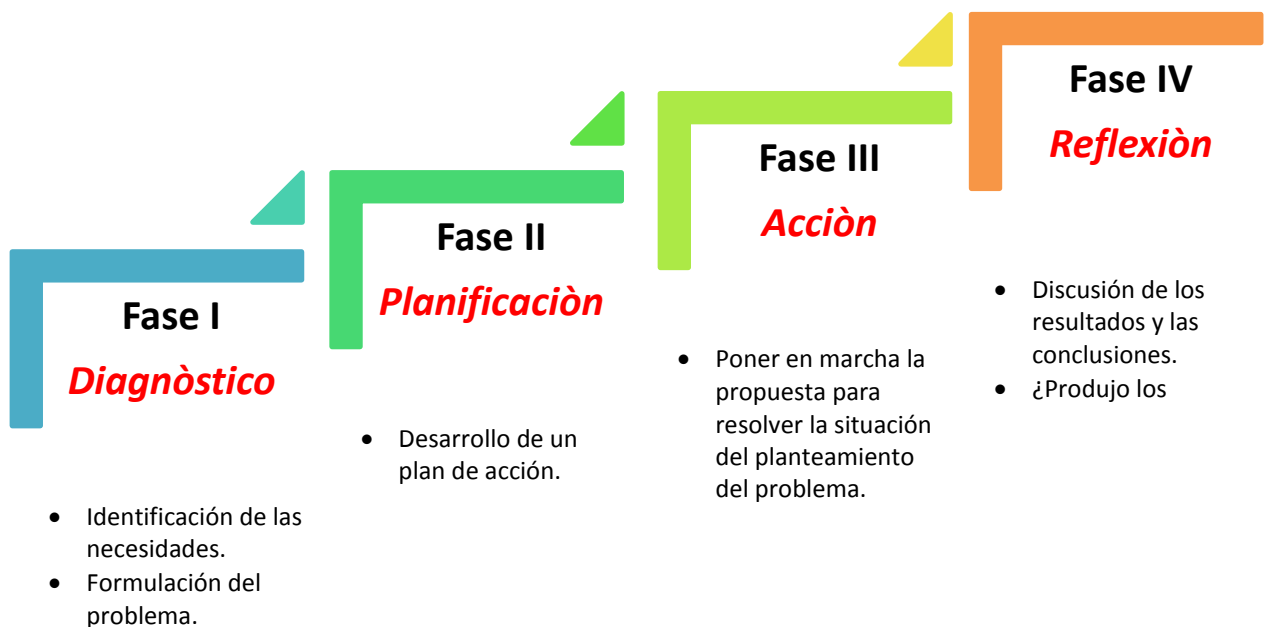 Fase I
Diagnòstico
• Identificación de las
necesidades.
• Formulación del
problema.
Fase II
Planificaciòn
• Desarrollo de un
plan de acción.
Fase III
Acciòn
• Poner en marcha la
propuesta para
resolver la situación
del planteamiento
del problema.
Fase IV
Reflexiòn
• Discusión de los
resultados y las
conclusiones.
• ¿Produjo los